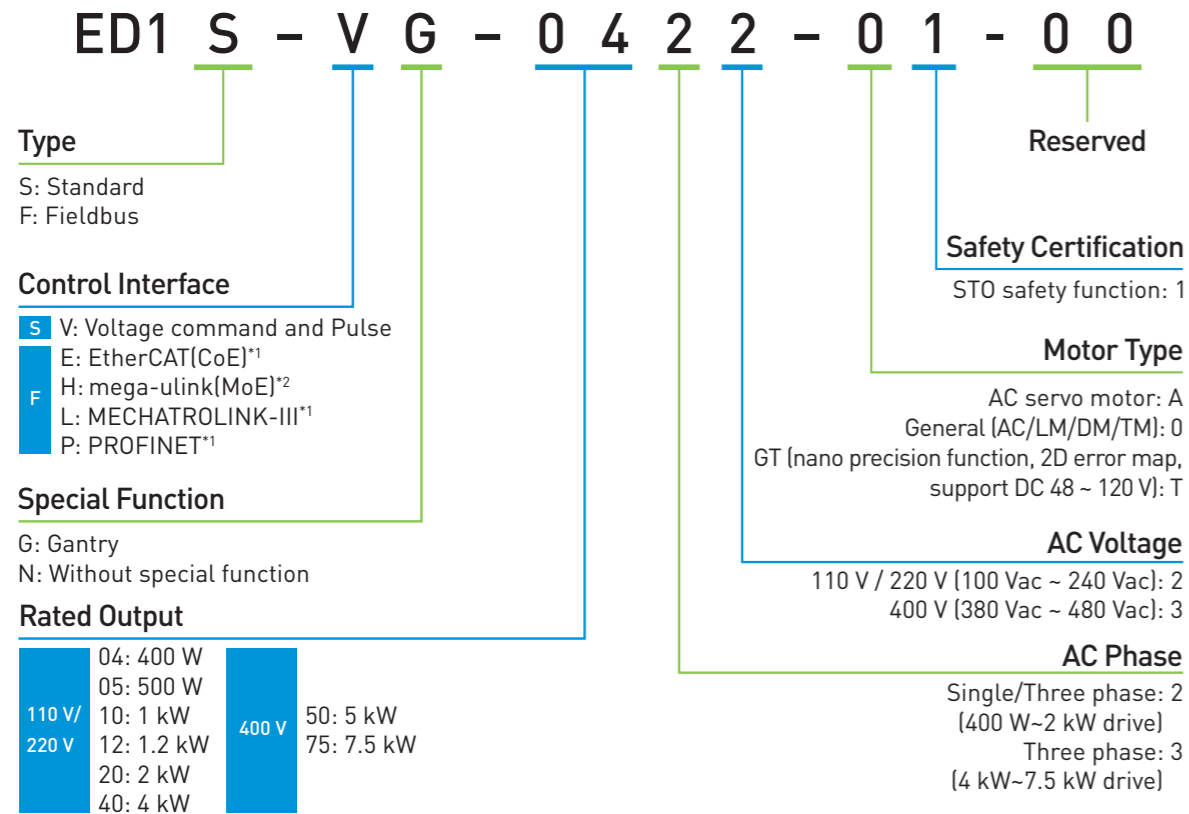 ED1 S – V G – 0 4 2 2 – 0 1 - 0 0
Type
S: Standard
F: Fieldbus
Control Interface
S V: Voltage command and Pulse
F
E: EtherCAT(CoE)*1
H: mega-ulink(MoE)*2
L: MECHATROLINK-III*1
P: PROFINET*1
Special Function
G: Gantry
N: Without special function
Rated Output
110 V/
220 V
04: 400 W
05: 500 W
10: 1 kW
12: 1.2 kW
20: 2 kW
40: 4 kW
400 V
50: 5 kW
75: 7.5 kW
Reserved
Safety Certification
STO safety function: 1
Motor Type
AC servo motor: A
General (AC/LM/DM/TM): 0
GT (nano precision function, 2D error map,
support DC 48 ~ 120 V): T
AC Voltage
110 V / 220 V (100 Vac ~ 240 Vac): 2
400 V (380 Vac ~ 480 Vac): 3
AC Phase
Single/Three phase: 2
(400 W~2 kW drive)
Three phase: 3
(4 kW~7.5 kW drive)